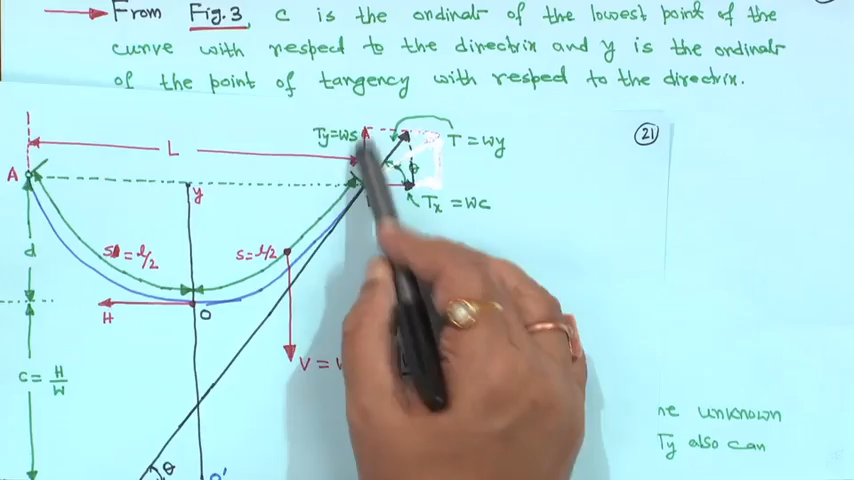 From Fig.3, c is the ordinate of the lowest point of the
curve with respect to the directrix and y is the ordinate
of the point of tangency with respect to the directrix.
21
Ty=ws
T = wy
L
A
y
θ
Tx = wc
d
s = l/2
s = l/2
H
O
V =
c = H/W
ne unknown
Ty also can
θ
O'